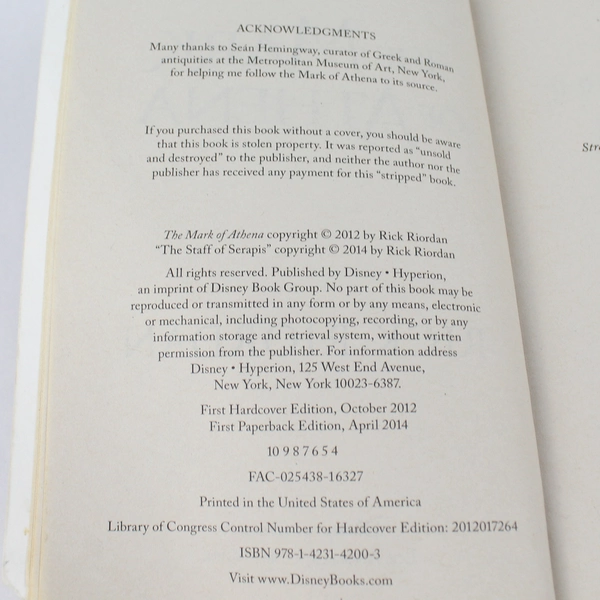 ACKNOWLEDGMENTS
Many thanks to Seán Hemingway, curator of Greek and Roman
antiquities at the Metropolitan Museum of Art, New York,
for helping me follow the Mark of Athena to its source.
If you purchased this book without a cover, you should be aware
that this book is stolen property. It was reported as "unsold
and destroyed" to the publisher, and neither the author nor the
publisher has received any payment for this "stripped" book.
The Mark of Athena copyright © 2012 by Rick Riordan
"The Staff of Serapis" copyright © 2014 by Rick Riordan
All rights reserved. Published by Disney • Hyperion,
an imprint of Disney Book Group. No part of this book may be
reproduced or transmitted in any form or by any means, electronic
or mechanical, including photocopying, recording, or by any
information storage and retrieval system, without written
permission from the publisher. For information address
Disney • Hyperion, 125 West End Avenue,
New York, New York 10023-6387.
First Hardcover Edition, October 2012
First Paperback Edition, April 2014
10 9 8 7 6 5 4
FAC-025438-16327
Printed in the United States of America
Library of Congress Control Number for Hardcover Edition: 2012017264
ISBN 978-1-4231-4200-3
Visit www.DisneyBooks.com